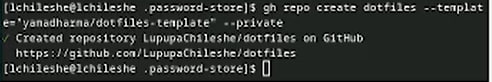 [lchileshe@lchileshe .password-store]$ gh repo create dotfiles --templat
e="yamadharma/dotfiles-template" --private
✓ Created repository LupupaChileshe/dotfiles on GitHub
https://github.com/LupupaChileshe/dotfiles
[lchileshe@lchileshe .password-store]$